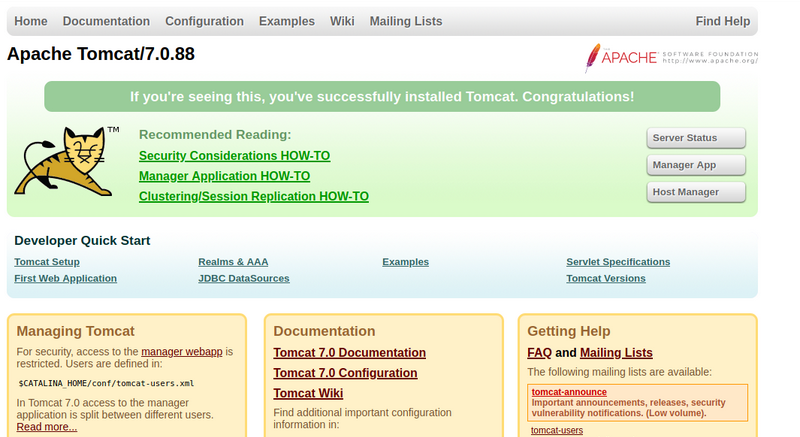 Home Documentation Configuration Examples Wiki Mailing Lists Find Help
Apache Tomcat/7.0.88
THE
APACHE SOFTWARE FOUNDATION
http://www.apache.org/
If you're seeing this, you've successfully installed Tomcat. Congratulations!
TM
Recommended Reading:
Security Considerations HOW-TO
Manager Application HOW-TO
Clustering/Session Replication HOW-TO
Server Status
Manager App
Host Manager
Developer Quick Start
Tomcat Setup
First Web Application
Realms & AAA
JDBC DataSources
Examples
Servlet Specifications
Tomcat Versions
Managing Tomcat
For security, access to the manager webapp is
restricted. Users are defined in:
$CATALINA_HOME/conf/tomcat-users.xml
In Tomcat 7.0 access to the manager
application is split between different users.
Read more...
Documentation
Tomcat 7.0 Documentation
Tomcat 7.0 Configuration
Tomcat Wiki
Find additional important configuration
information in:
Getting Help
FAQ and Mailing Lists
The following mailing lists are available:
tomcat-announce
Important announcements, releases, security
vulnerability notifications. (Low volume).
tomcat-users